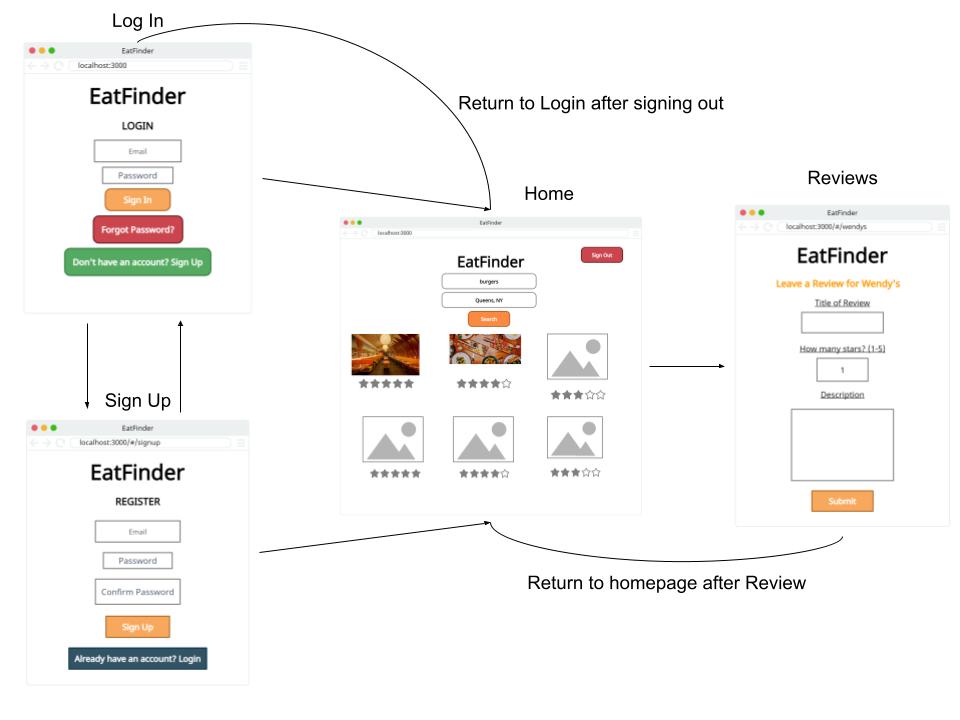 Log In
EatFinder
localhost:3000
EatFinder
LOGIN
Email
Password
Sign In
Forgot Password?
Don't have an account? Sign Up
Return to Login after signing out
Home
EatFinder
localhost:3000
Sign Out
EatFinder
burgers
Queens, NY
Search
Reviews
EatFinder
localhost:3000/#/wendys
EatFinder
Leave a Review for Wendy's
Title of Review
How many stars? (1-5)
1
Description
Submit
Sign Up
EatFinder
localhost:3000/#/signup
EatFinder
REGISTER
Email
Password
Confirm Password
Sign Up
Already have an account? Login
Return to homepage after Review